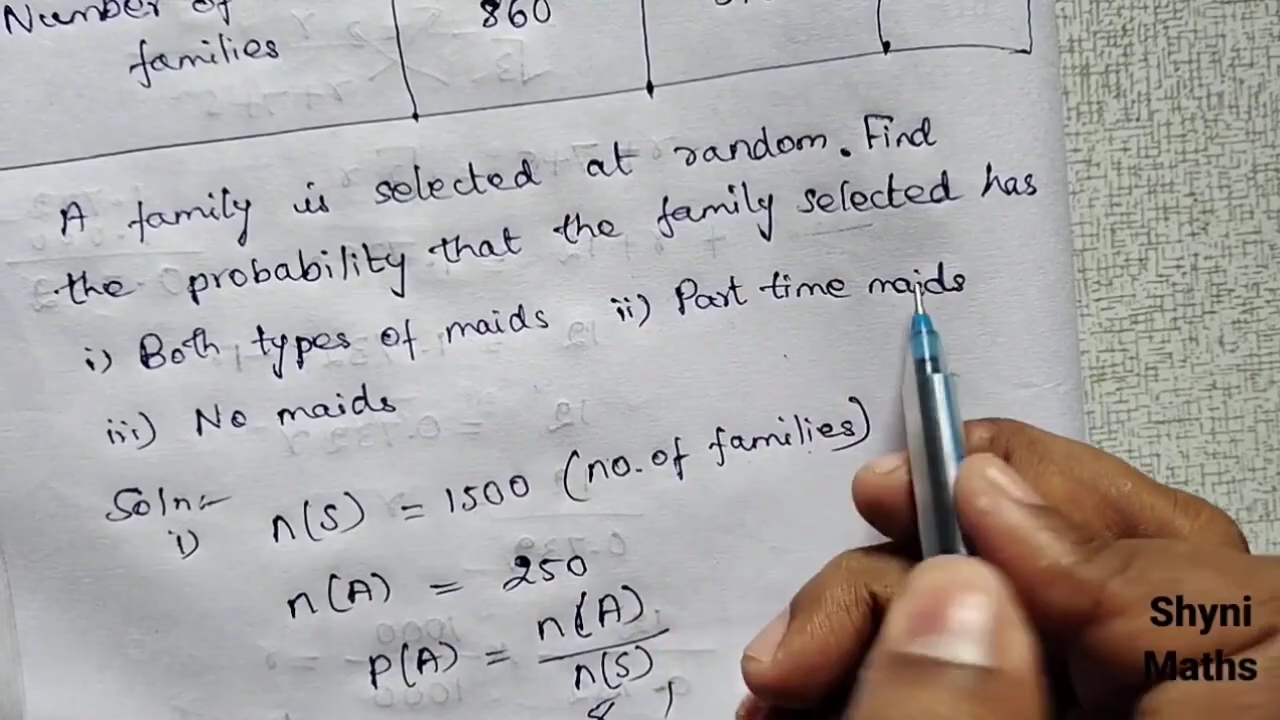 Number of
families
860
A family is selected at random. Find
the probability that the family selected has
i) Both types of maids ii) Part time maids
iii) No maids
Soln:-
i) n(S) = 1500 (no. of families)
n(A) = 250
P(A) = n(A)
n(S)
Shyni
Maths